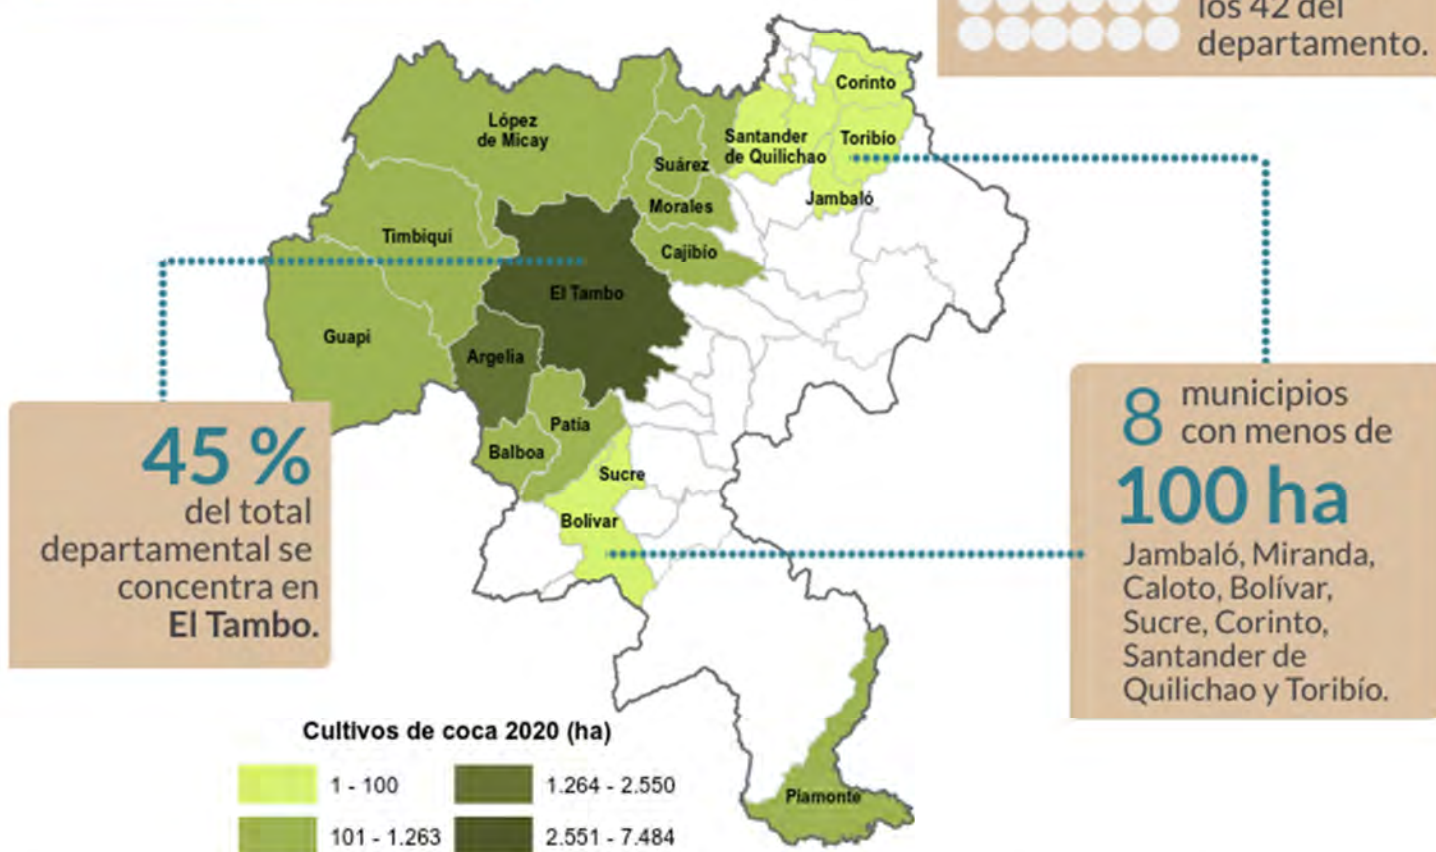 los 42 del
departamento.
Corinto
López
de Micay
Santander
de Quilichao
Toribío
Suárez
Jambaló
Morales
Timbiquí
Cajibío
El Tambo
Guapi
Argelia
Patía
Balboa
Sucre
Bolívar
Piamonte
45 %
del total
departamental se
concentra en
El Tambo.
8 municipios
con menos de
100 ha
Jambaló, Miranda,
Caloto, Bolívar,
Sucre, Corinto,
Santander de
Quilichao y Toribío.
Cultivos de coca 2020 (ha)
1 - 100
1.264 - 2.550
101 - 1.263
2.551 - 7.484